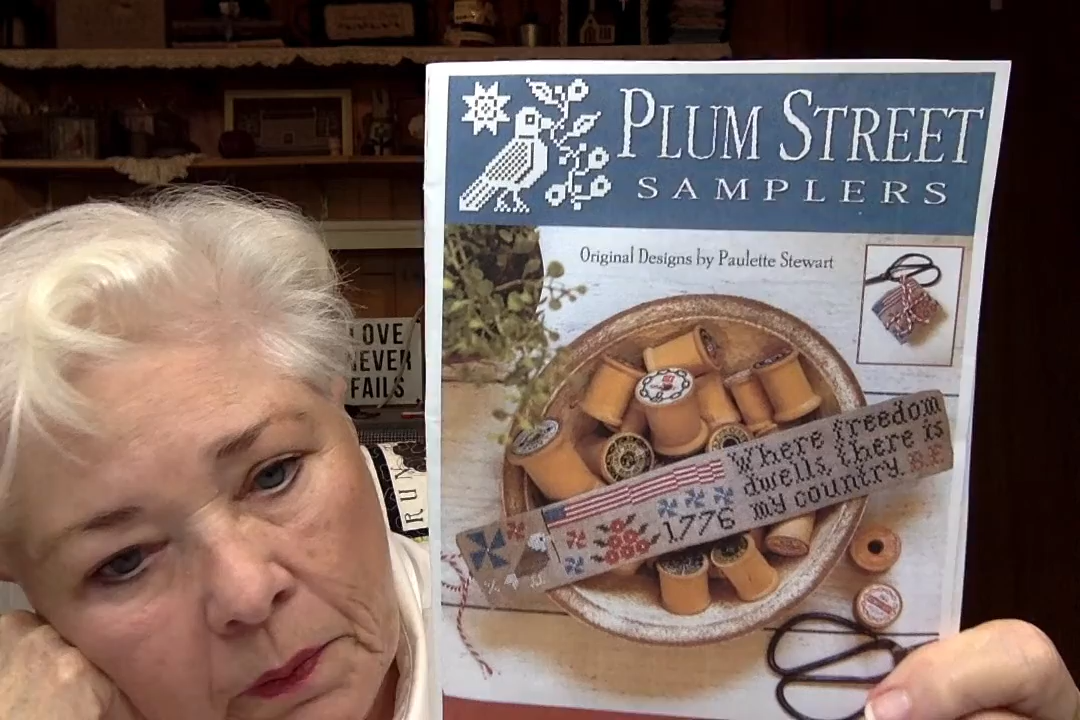 PLUM STREET
SAMPLERS
Original Designs by Paulette Stewart
Where freedom
dwells, there is
my country. B.F.
1776
LOVE
NEVER
FAILS
RUN